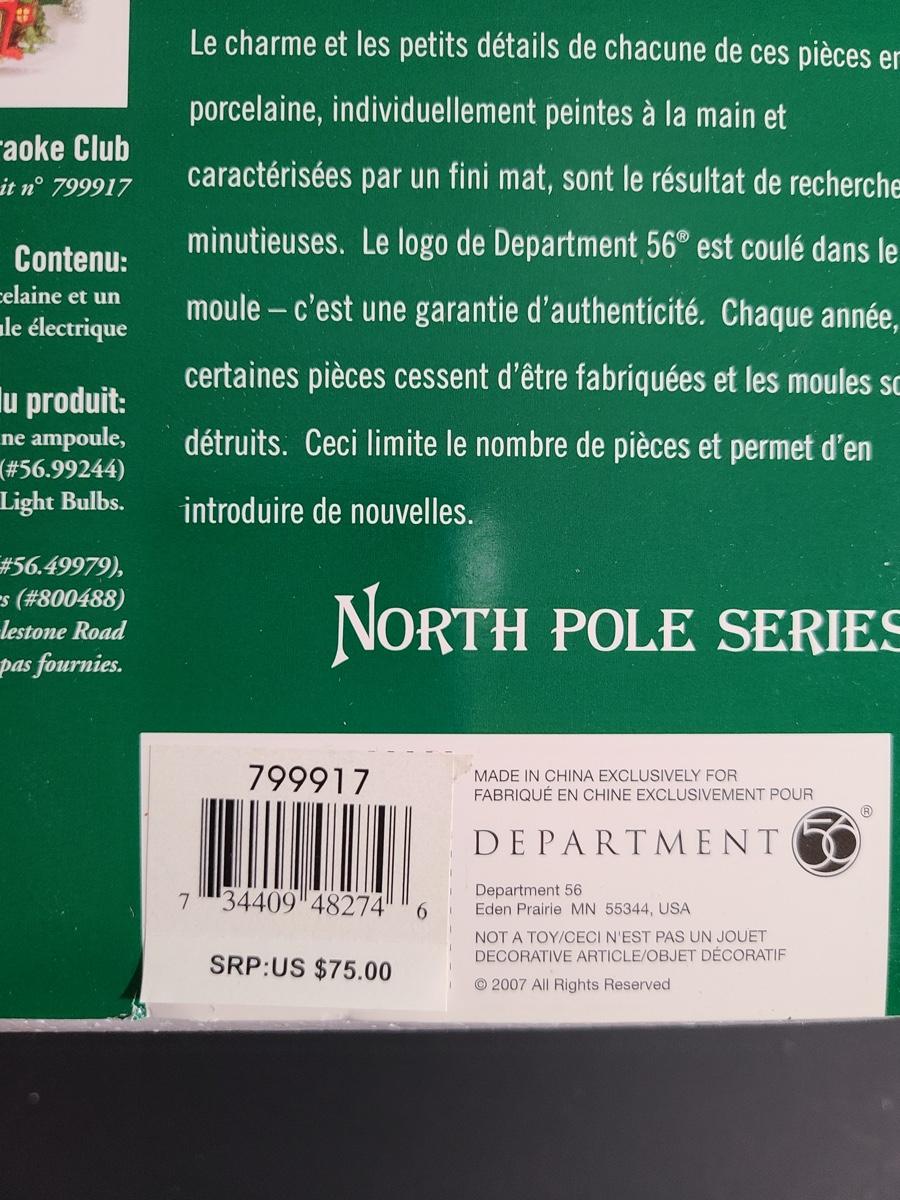 Le charme et les petits détails de chacune de ces pièces
porcelaine, individuellement peintes à la main et
caractérisées par un fini mat, sont le résultat de recherche
minutieuses. Le logo de Department 56® est coulé dans le
moule – c'est une garantie d'authenticité. Chaque année,
certaines pièces cessent d'être fabriquées et les moules
détruits. Ceci limite le nombre de pièces et permet d'en
introduire de nouvelles.
raoke Club
it n° 799917
Contenu:
celaine et un
ule électrique
du produit:
ne ampoule,
(#56.99244)
Light Bulbs.
#56.49979),
s (#800488)
lestone Road
pas fournies.
NORTH POLE SERIES
799917
7 34409 48274 6
SRP:US $75.00
MADE IN CHINA EXCLUSIVELY FOR
FABRIQUÉ EN CHINE EXCLUSIVEMENT POUR
DEPARTMENT 56®
Department 56
Eden Prairie MN 55344, USA
NOT A TOY/CECI N'EST PAS UN JOUET
DECORATIVE ARTICLE/OBJET DÉCORATIF
© 2007 All Rights Reserved